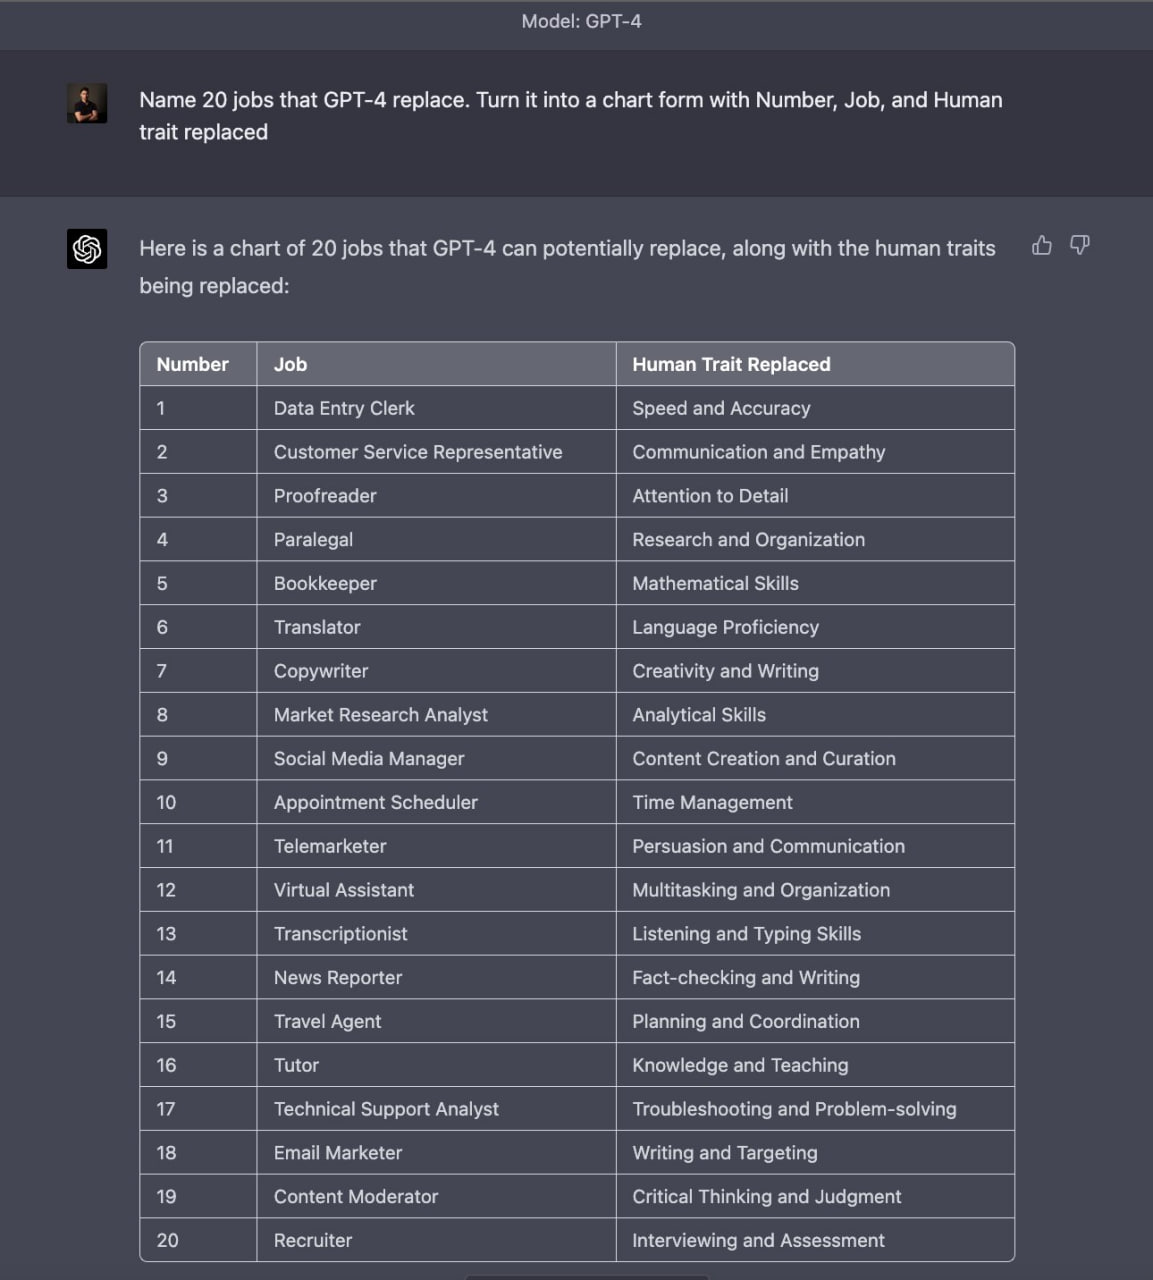 Model: GPT-4
Name 20 jobs that GPT-4 replace. Turn it into a chart form with Number, Job, and Human
trait replaced
Here is a chart of 20 jobs that GPT-4 can potentially replace, along with the human traits
being replaced:
Number Job Human Trait Replaced
1 Data Entry Clerk Speed and Accuracy
2 Customer Service Representative Communication and Empathy
3 Proofreader Attention to Detail
4 Paralegal Research and Organization
5 Bookkeeper Mathematical Skills
6 Translator Language Proficiency
7 Copywriter Creativity and Writing
8 Market Research Analyst Analytical Skills
9 Social Media Manager Content Creation and Curation
10 Appointment Scheduler Time Management
11 Telemarketer Persuasion and Communication
12 Virtual Assistant Multitasking and Organization
13 Transcriptionist Listening and Typing Skills
14 News Reporter Fact-checking and Writing
15 Travel Agent Planning and Coordination
16 Tutor Knowledge and Teaching
17 Technical Support Analyst Troubleshooting and Problem-solving
18 Email Marketer Writing and Targeting
19 Content Moderator Critical Thinking and Judgment
20 Recruiter Interviewing and Assessment